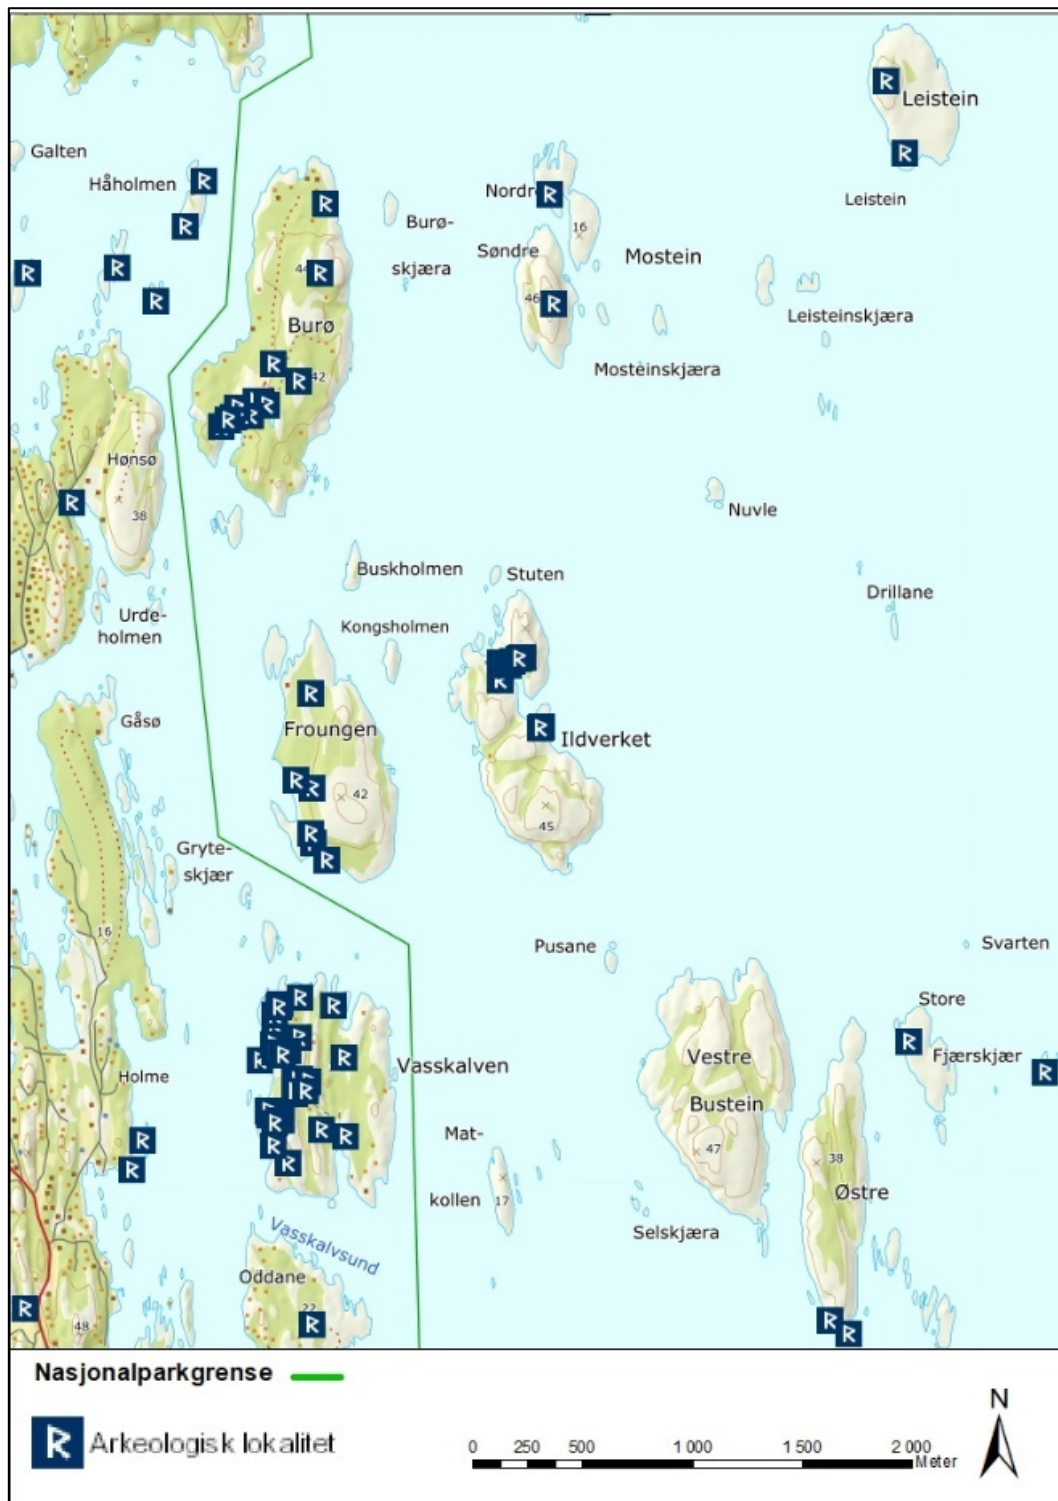 Leistein
Galten
Håholmen
Nordre
Leistein
Burø-
16
Søndre
Mostein
skjæra
44
46
Leisteinskjæra
Burø
Mosteinskjæra
42
Hønsø
38
Nuvle
Buskholmen
Stuten
Drillane
Urde-
holmen
Kongsholmen
Gåsø
Froungen
Ildverket
42
45
Gryte-
skjær
16
Pusane
Svarten
Store
Vestre
Fjærskjær
Holme
Vasskalven
Bustein
Mat-
47
38
kollen
17
Østre
Selskjæra
Vasskalvsund
Oddane
22
48
Nasjonalparkgrense
Arkeologisk lokalitet
N
0 250 500 1 000 1 500 2 000
Meter